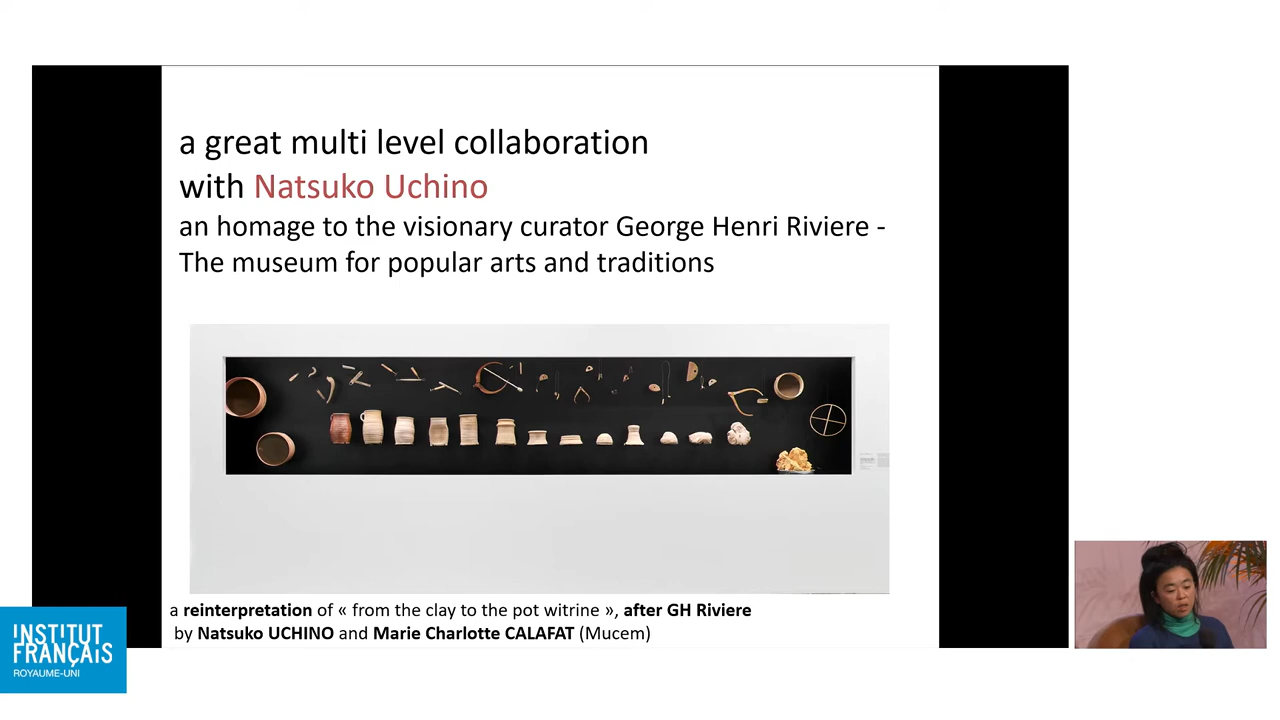 a great multi level collaboration
with Natsuko Uchino
an homage to the visionary curator George Henri Riviere -
The museum for popular arts and traditions
a reinterpretation of « from the clay to the pot witrine », after GH Riviere
by Natsuko UCHINO and Marie Charlotte CALAFAT (Mucem)
INSTITUT
FRANÇAIS
ROYAUME-UNI